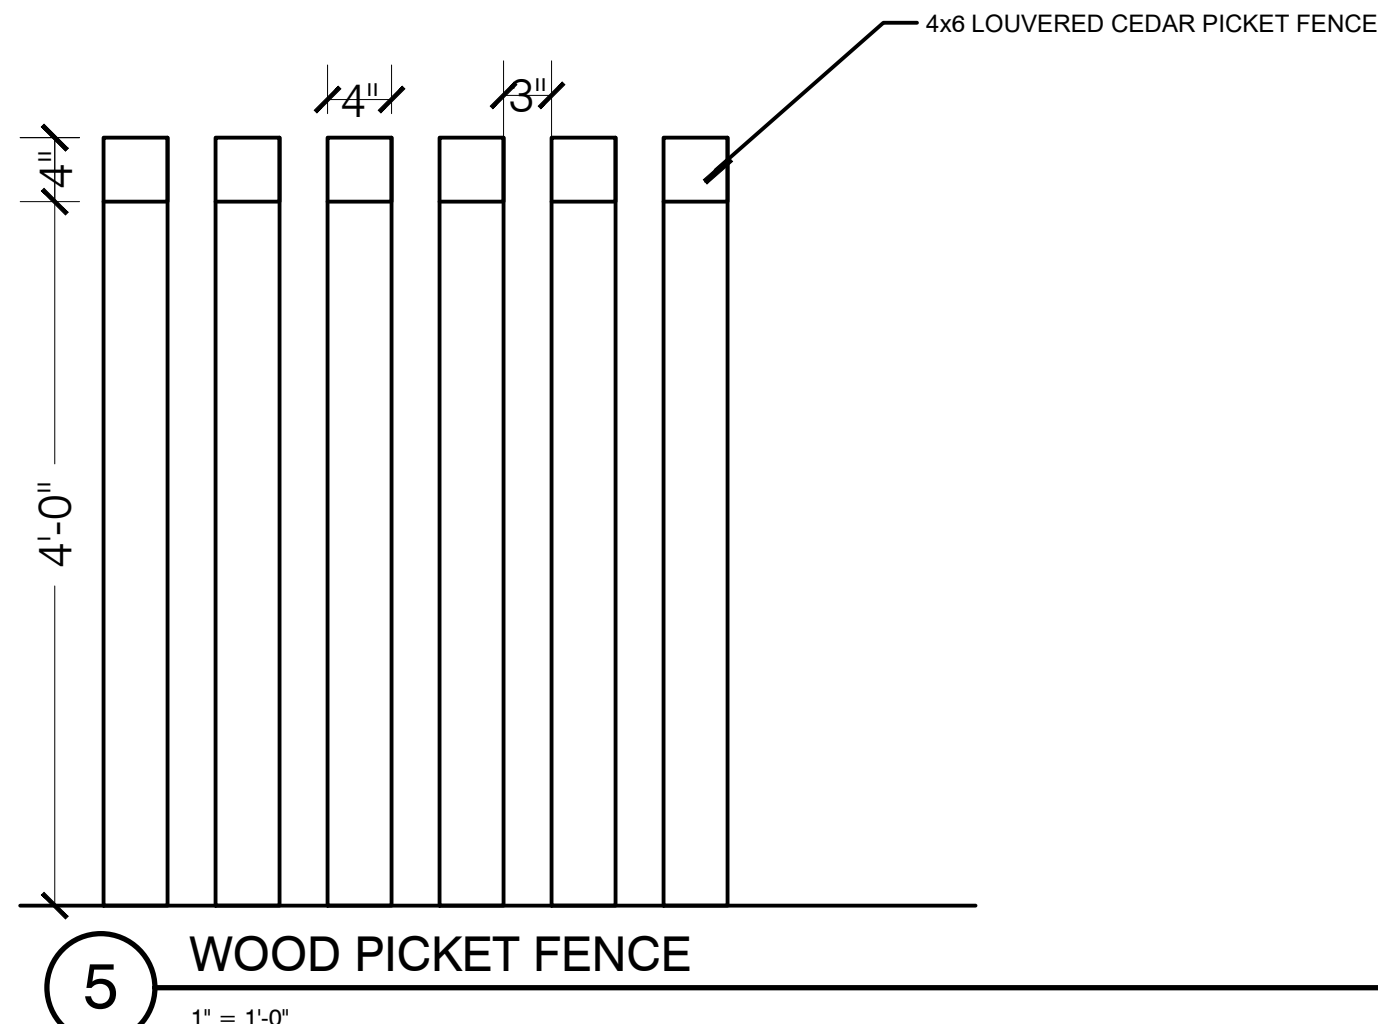 4x6 LOUVERED CEDAR PICKET FENCE
4"
3"
4"
4'-0"
5
WOOD PICKET FENCE
1" = 1'-0"